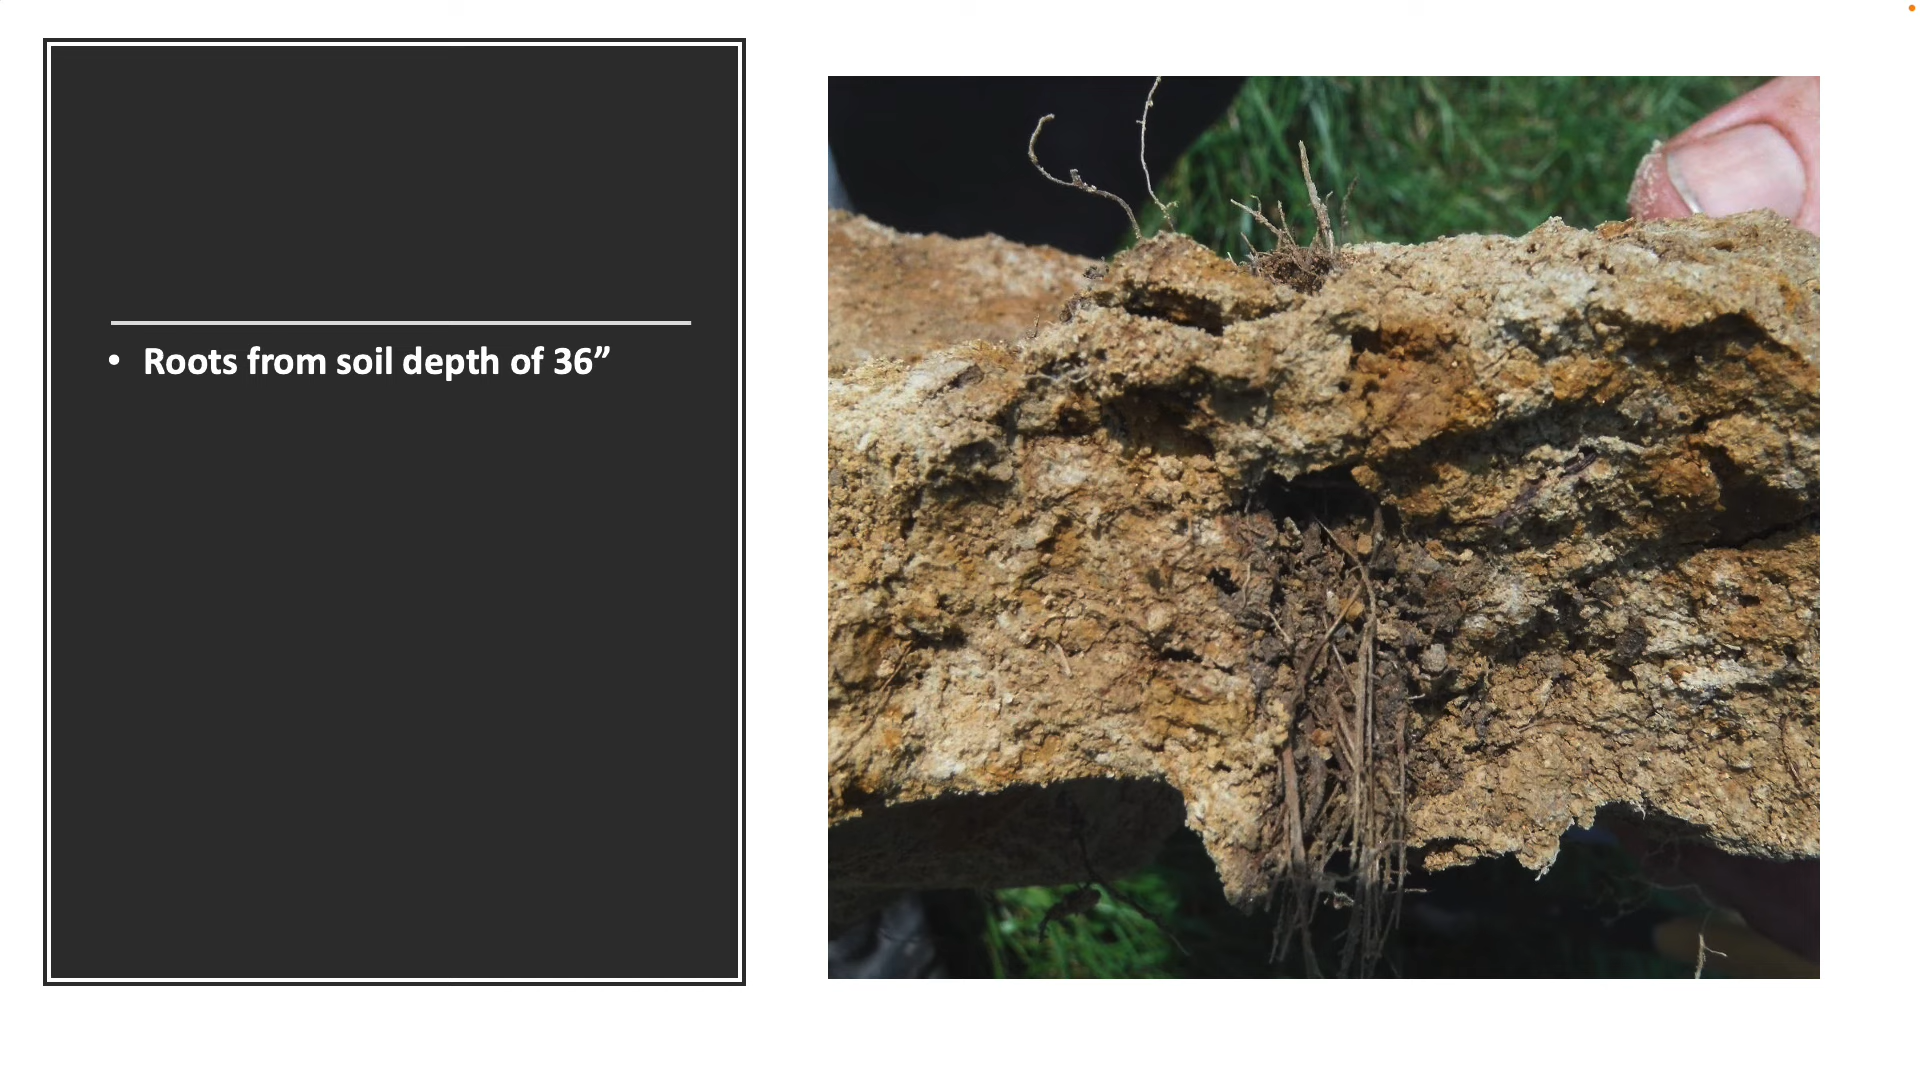 • Roots from soil depth of 36”